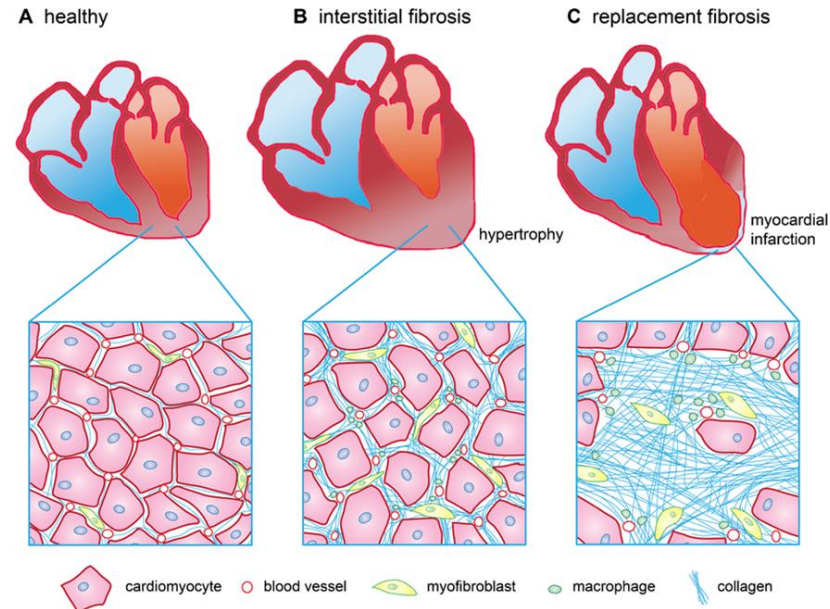 A healthy
B interstitial fibrosis
C replacement fibrosis
hypertrophy
myocardial
infarction
cardiomyocyte
blood vessel
myofibroblast
macrophage
collagen